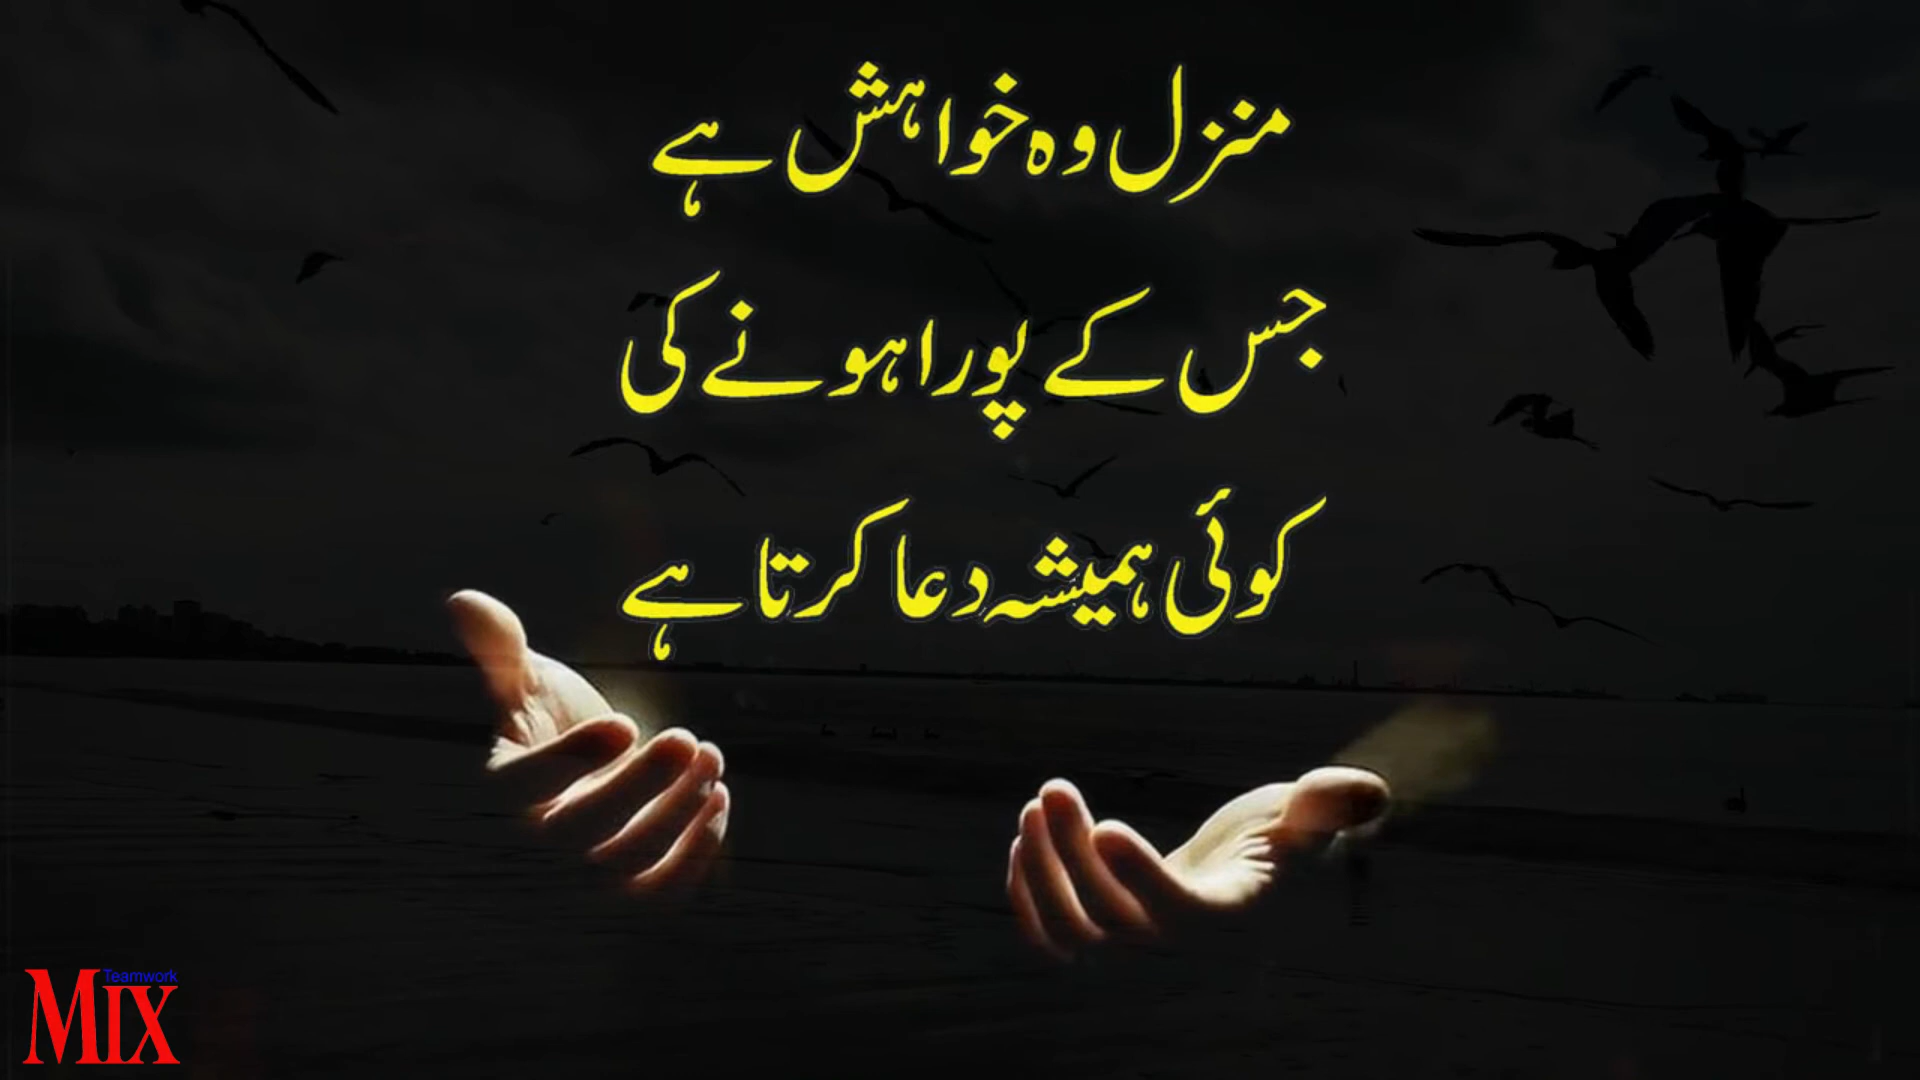 منزل وہ خواہش ہے
جس کے پورا ہونے کی
کوئی ہمیشہ دعا کرتا ہے
Teamwork
MIX